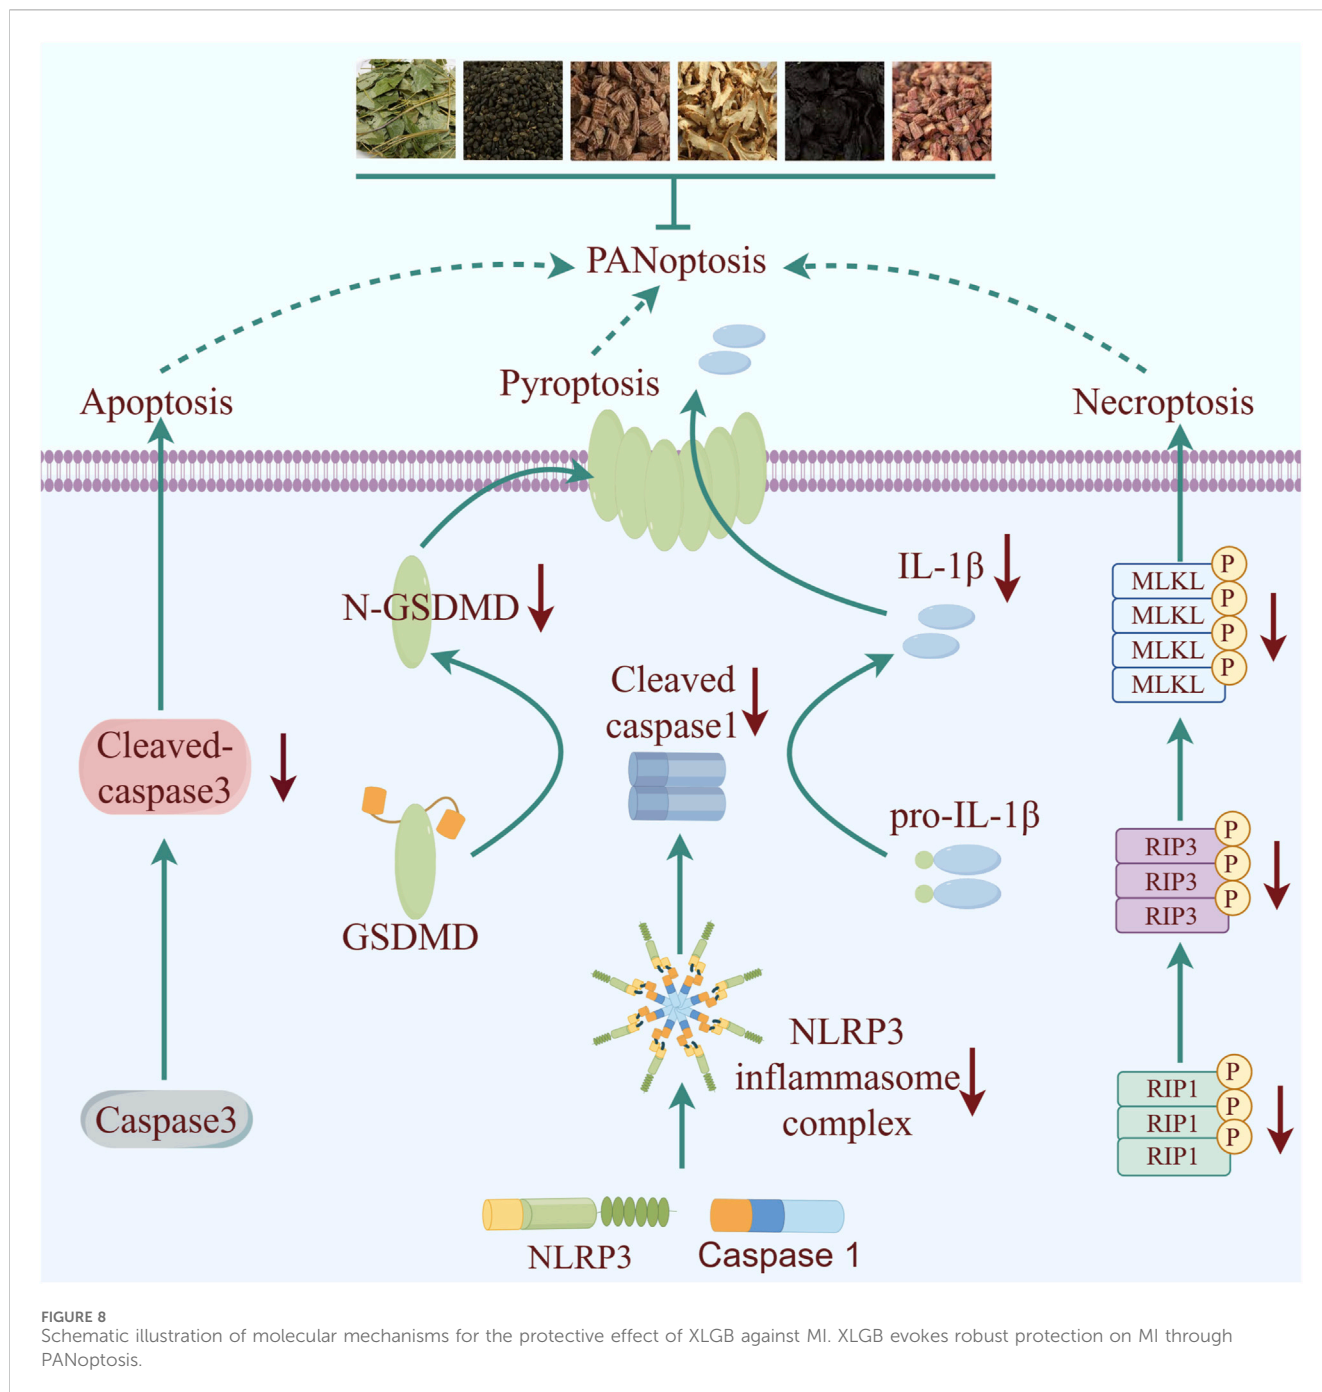 PANoptosis
Apoptosis
Pyroptosis
Necroptosis
N-GSDMD
IL-1β
Cleaved
caspase1
Cleaved-
caspase3
GSDMD
pro-IL-1β
P
MLKL
P
MLKL
P
MLKL
P
MLKL
P
RIP3
P
RIP3
P
RIP3
NLRP3
inflammasome
complex
P
RIP1
P
RIP1
P
RIP1
Caspase3
NLRP3
Caspase 1
FIGURE 8
Schematic illustration of molecular mechanisms for the protective effect of XLGB against MI. XLGB evokes robust protection on MI through
PANoptosis.